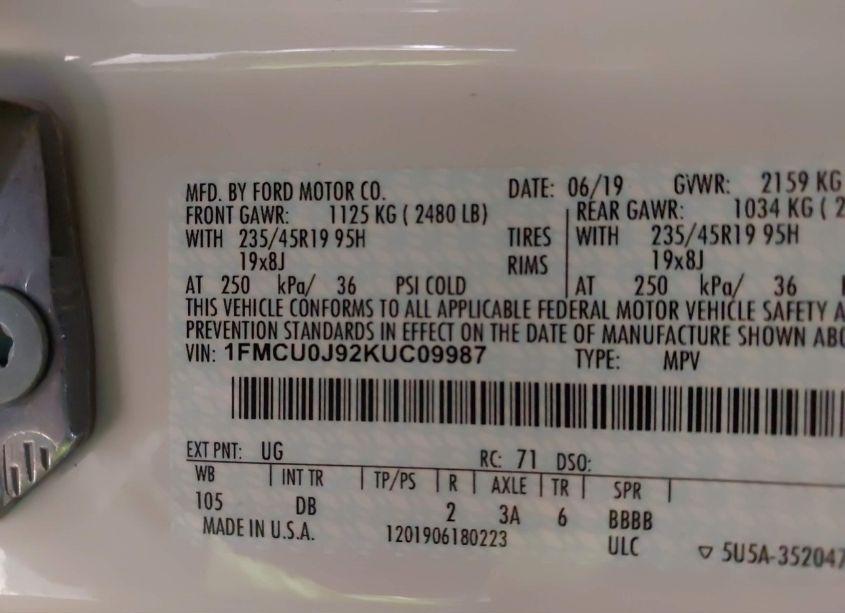 MFD. BY FORD MOTOR CO. DATE: 06/19 GVWR: 2159 KG
FRONT GAWR: 1125 KG ( 2480 LB) REAR GAWR: 1034 KG ( 2
WITH 235/45R19 95H TIRES WITH 235/45R19 95H
19x8J RIMS 19x8J
AT 250 kPa/ 36 PSI COLD AT 250 kPa/ 36
THIS VEHICLE CONFORMS TO ALL APPLICABLE FEDERAL MOTOR VEHICLE SAFETY A
PREVENTION STANDARDS IN EFFECT ON THE DATE OF MANUFACTURE SHOWN ABO
VIN: 1FMCU0J92KUC09987 TYPE: MPV
EXT PNT: UG RC: 71 DSO:
WB INT TR TP/PS R AXLE TR SPR
105 DB 2 3A 6 BBBB
MADE IN U.S.A. 1201906180223 ULC ▽ 5U5A-352047